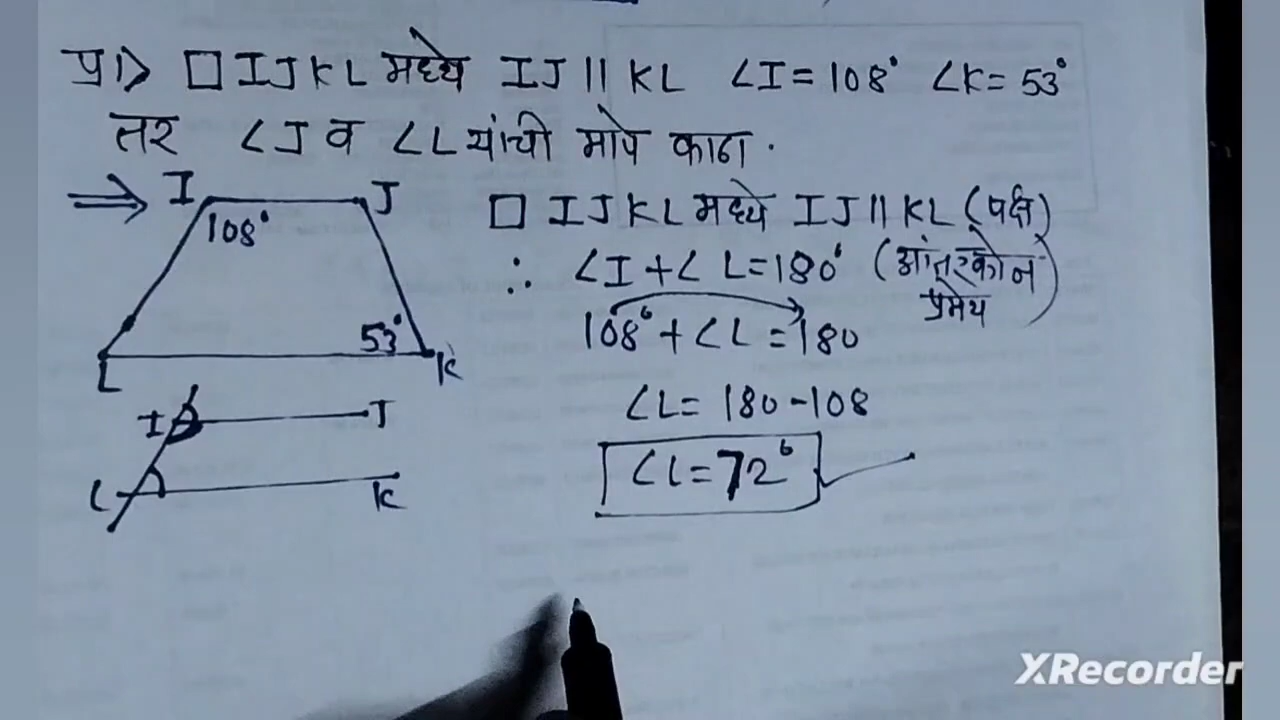 प्र1> □IJKL मध्ये IJ || KL ∠I = 108° ∠K = 53°
तर ∠J व ∠L यांची मापे काढा.
⇒ I J
108°
53°
L K
I J
L K
□ IJKL मध्ये IJ || KL (पक्ष)
∴ ∠I + ∠L = 180° (आंतरकोन प्रमेय)
108° + ∠L = 180
∠L = 180 - 108
∠L = 72°
XRecorder